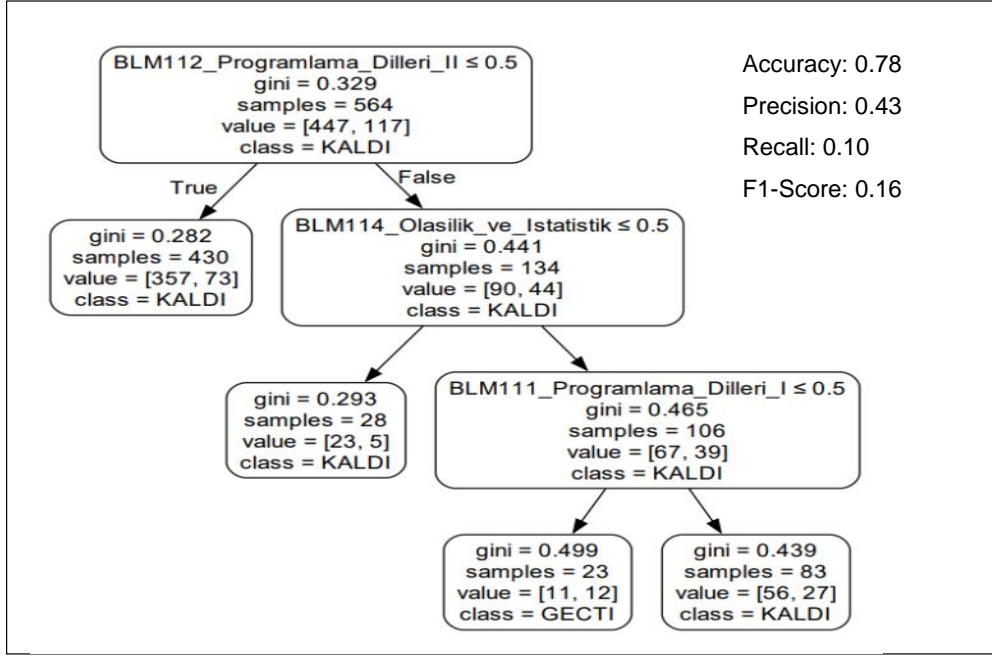 BLM112_Programlama_Dilleri_II ≤ 0.5
gini = 0.329
samples = 564
value = [447, 117]
class = KALDI
Accuracy: 0.78
Precision: 0.43
Recall: 0.10
F1-Score: 0.16
True
False
gini = 0.282
samples = 430
value = [357, 73]
class = KALDI
BLM114_Olasilik_ve_Istatistik ≤ 0.5
gini = 0.441
samples = 134
value = [90, 44]
class = KALDI
gini = 0.293
samples = 28
value = [23, 5]
class = KALDI
BLM111_Programlama_Dilleri_I ≤ 0.5
gini = 0.465
samples = 106
value = [67, 39]
class = KALDI
gini = 0.499
samples = 23
value = [11, 12]
class = GECTI
gini = 0.439
samples = 83
value = [56, 27]
class = KALDI